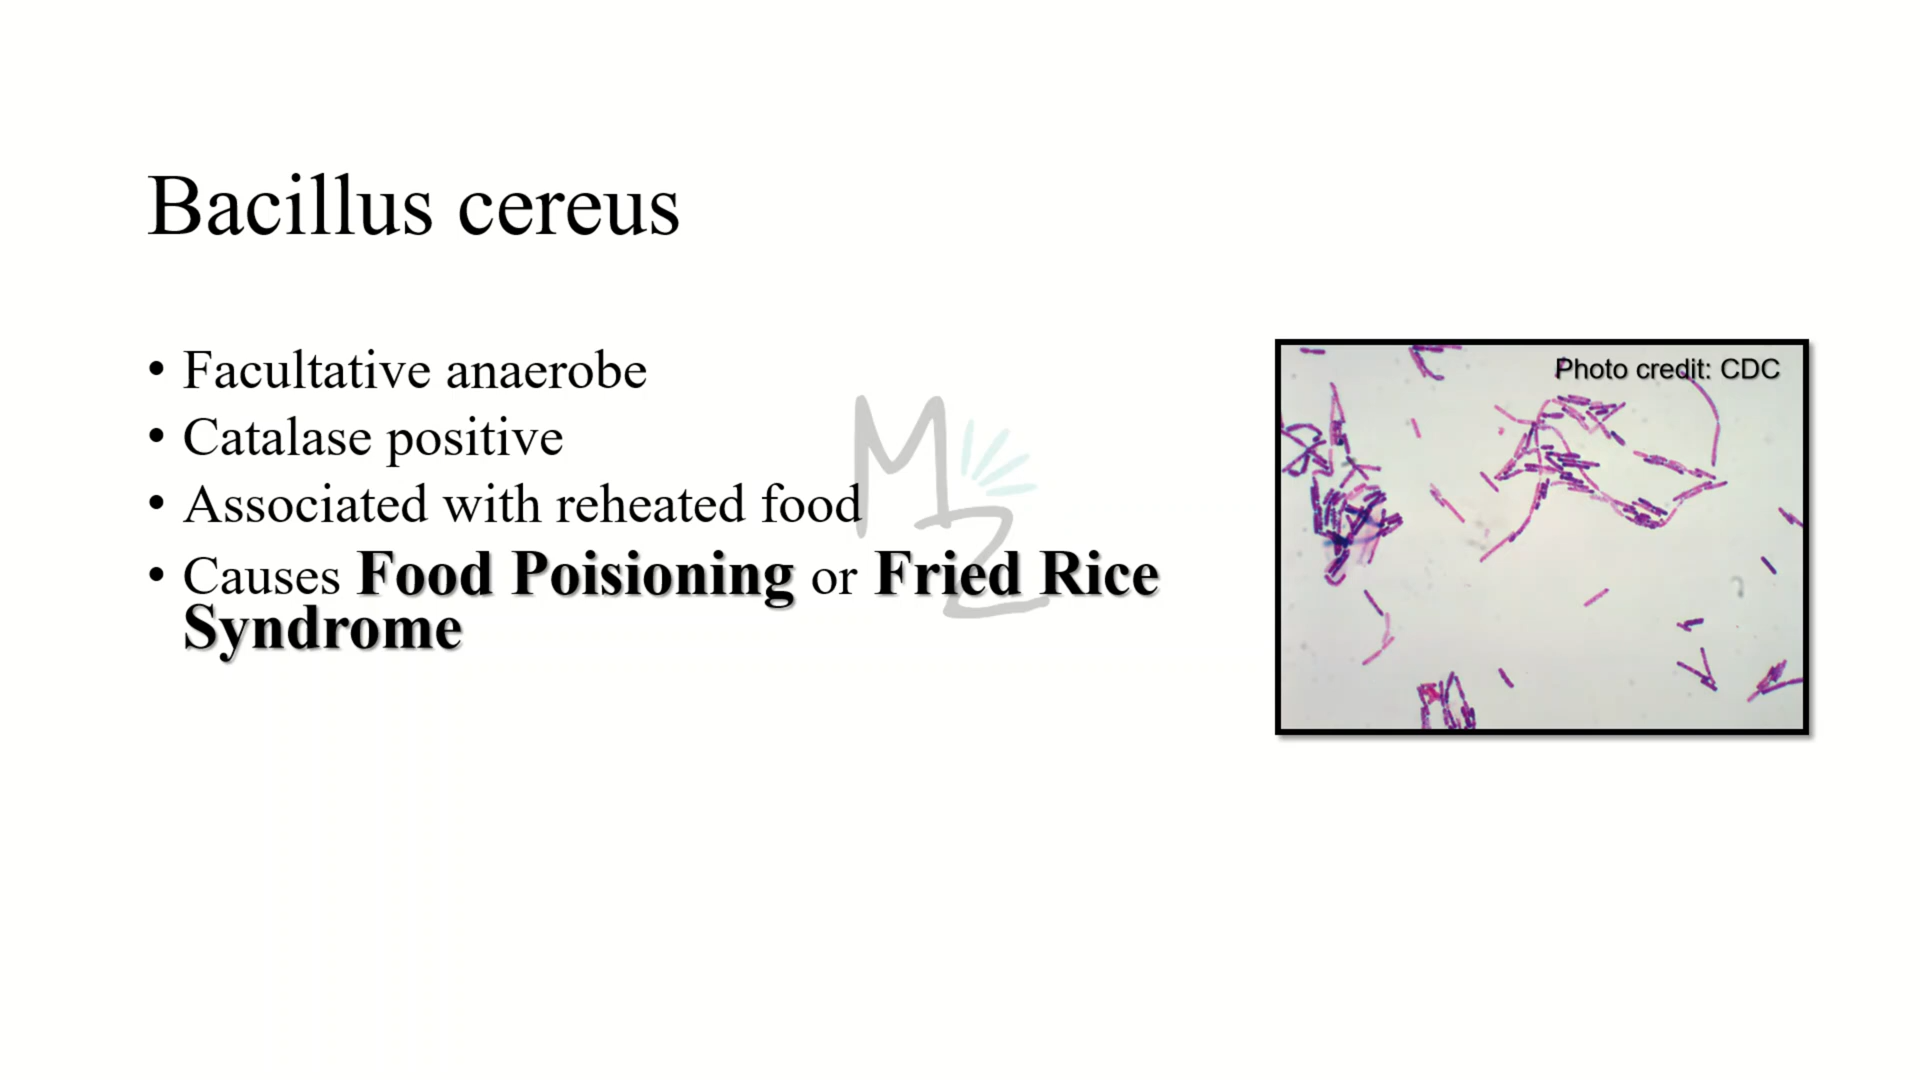 Bacillus cereus
• Facultative anaerobe
• Catalase positive
• Associated with reheated food
• Causes Food Poisioning or Fried Rice
Syndrome
Photo credit: CDC
MZ